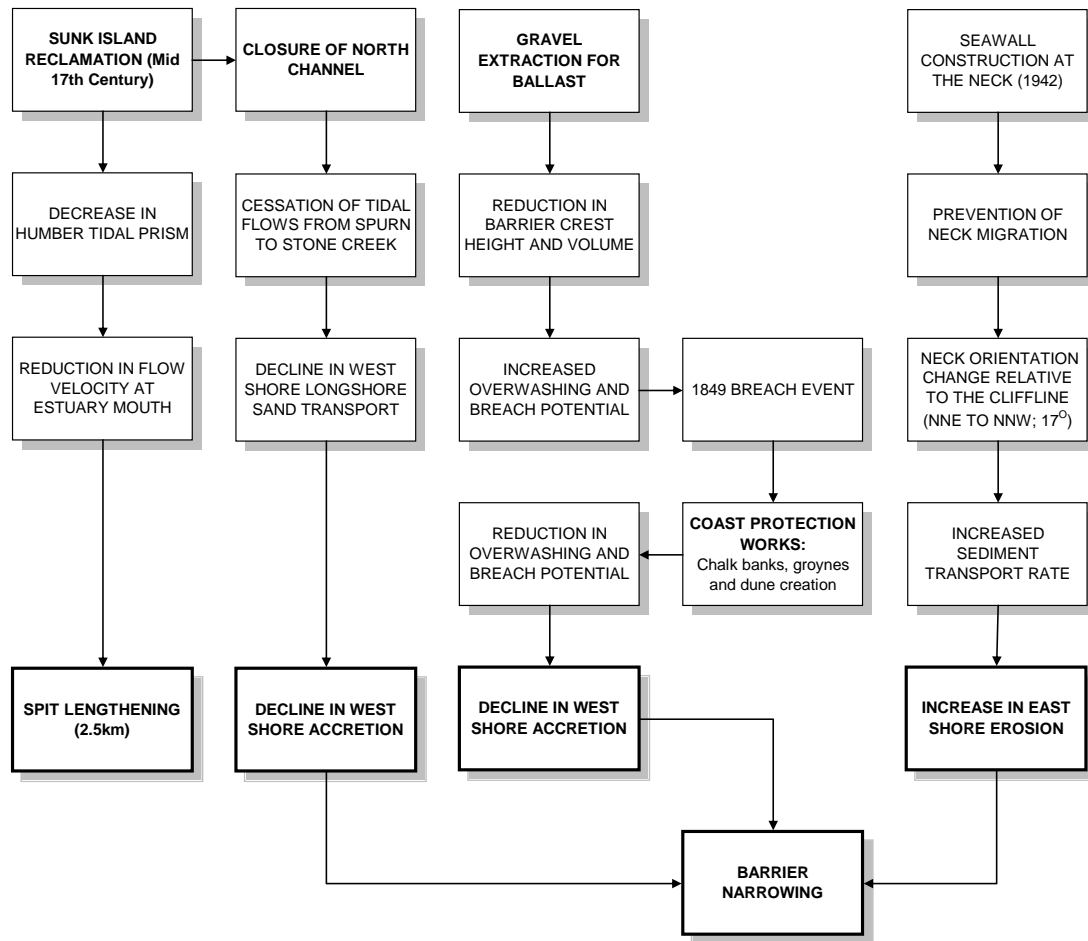 SUNK ISLAND
RECLAMATION (Mid
17th Century)
CLOSURE OF NORTH
CHANNEL
GRAVEL
EXTRACTION FOR
BALLAST
SEAWALL
CONSTRUCTION AT
THE NECK (1942)
DECREASE IN
HUMBER TIDAL PRISM
CESSATION OF TIDAL
FLOWS FROM SPURN
TO STONE CREEK
REDUCTION IN
BARRIER CREST
HEIGHT AND VOLUME
PREVENTION OF
NECK MIGRATION
REDUCTION IN FLOW
VELOCITY AT
ESTUARY MOUTH
DECLINE IN WEST
SHORE LONGSHORE
SAND TRANSPORT
INCREASED
OVERWASHING AND
BREACH POTENTIAL
1849 BREACH EVENT
NECK ORIENTATION
CHANGE RELATIVE
TO THE CLIFFLINE
(NNE TO NNW; 17O)
REDUCTION IN
OVERWASHING AND
BREACH POTENTIAL
COAST PROTECTION
WORKS:
Chalk banks, groynes
and dune creation
INCREASED
SEDIMENT
TRANSPORT RATE
SPIT LENGTHENING
(2.5km)
DECLINE IN WEST
SHORE ACCRETION
DECLINE IN WEST
SHORE ACCRETION
INCREASE IN EAST
SHORE EROSION
BARRIER
NARROWING